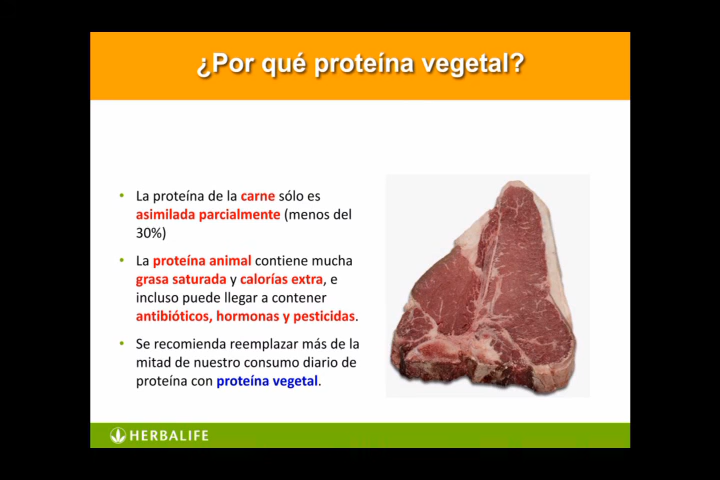 ¿Por qué proteína vegetal?
• La proteína de la carne sólo es
asimilada parcialmente (menos del
30%)
• La proteína animal contiene mucha
grasa saturada y calorías extra, e
incluso puede llegar a contener
antibióticos, hormonas y pesticidas.
• Se recomienda reemplazar más de la
mitad de nuestro consumo diario de
proteína con proteína vegetal.
HERBALIFE